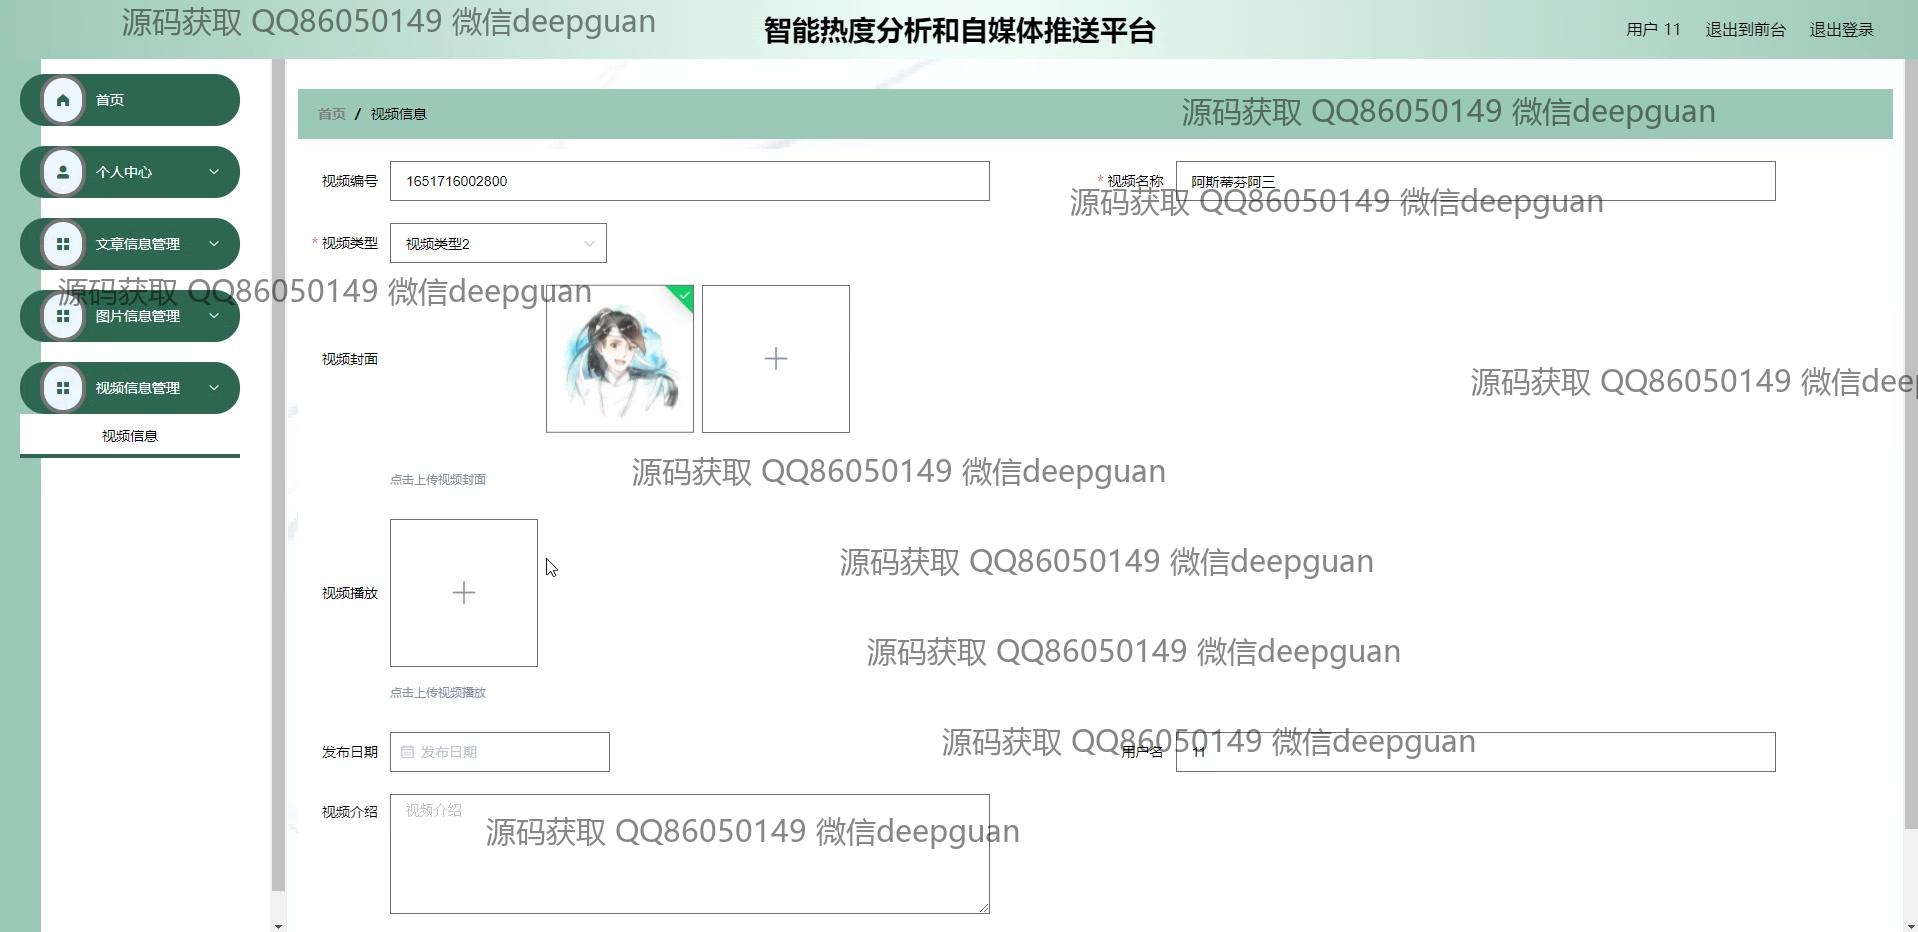 源码获取 QQ86050149 微信deepguan
智能热度分析和自媒体推送平台
用户 11 退出到前台 退出登录
首页
首页 / 视频信息
源码获取 QQ86050149 微信deepguan
个人中心
视频编号 1651716002800
* 视频名称 阿斯蒂芬阿三
源码获取 QQ86050149 微信deepguan
文章信息管理
* 视频类型 视频类型2
源码获取 QQ86050149 微信deepguan
图片信息管理
视频封面
源码获取 QQ86050149 微信dee
视频信息管理
视频信息
点击上传视频封面
源码获取 QQ86050149 微信deepguan
源码获取 QQ86050149 微信deepguan
视频播放
源码获取 QQ86050149 微信deepguan
点击上传视频播放
发布日期 发布日期
源码获取 QQ86050149 微信deepguan
用户名 11
视频介绍 视频介绍
源码获取 QQ86050149 微信deepguan